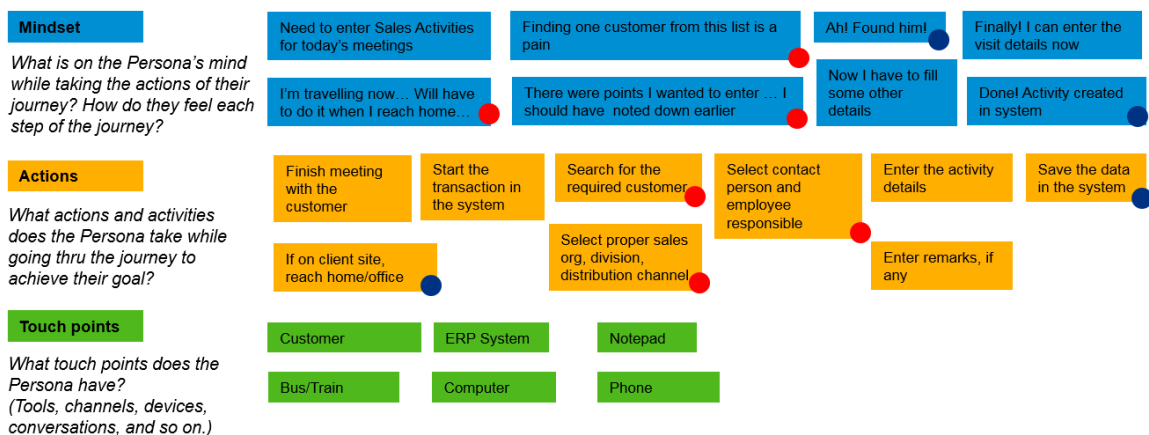 Mindset
What is on the Persona's mind
while taking the actions of their
journey? How do they feel each
step of the journey?
Need to enter Sales Activities
for today's meetings
Finding one customer from this list is a
pain
Ah! Found him!
Finally! I can enter the
visit details now
I'm travelling now… Will have
to do it when I reach home…
There were points I wanted to enter … I
should have noted down earlier
Now I have to fill
some other
details
Done! Activity created
in system
Actions
What actions and activities
does the Persona take while
going thru the journey to
achieve their goal?
Finish meeting
with the
customer
Start the
transaction in
the system
Search for the
required customer
Select contact
person and
employee
responsible
Enter the activity
details
Save the data
in the system
If on client site,
reach home/office
Select proper sales
org, division,
distribution channel
Enter remarks, if
any
Touch points
What touch points does the
Persona have?
(Tools, channels, devices,
conversations, and so on.)
Customer
ERP System
Notepad
Bus/Train
Computer
Phone